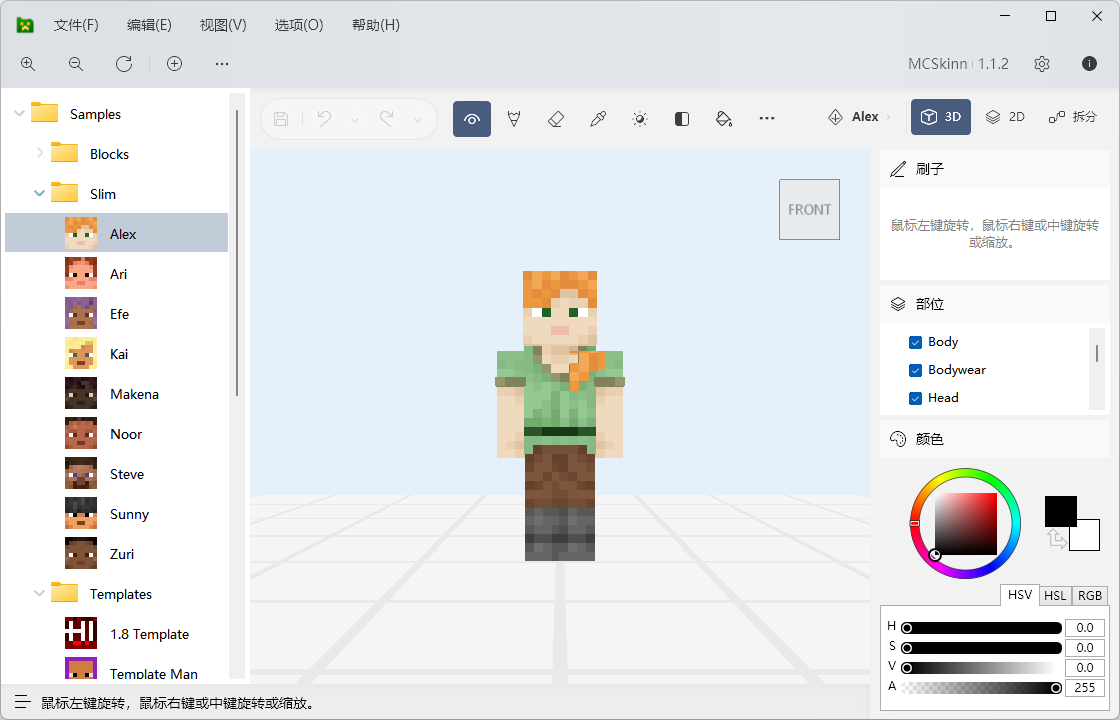 文件(F) 编辑(E) 视图(V) 选项(O) 帮助(H)
MCSkinn 1.1.2
Samples
Blocks
Slim
Alex
Ari
Efe
Kai
Makena
Noor
Steve
Sunny
Zuri
Templates
1.8 Template
Template Man
Alex
3D
2D
拆分
FRONT
刷子
鼠标左键旋转，鼠标右键或中键旋转
或缩放。
部位
Body
Bodywear
Head
颜色
HSV HSL RGB
H 0.0
S 0.0
V 0.0
A 255
鼠标左键旋转，鼠标右键或中键旋转或缩放。